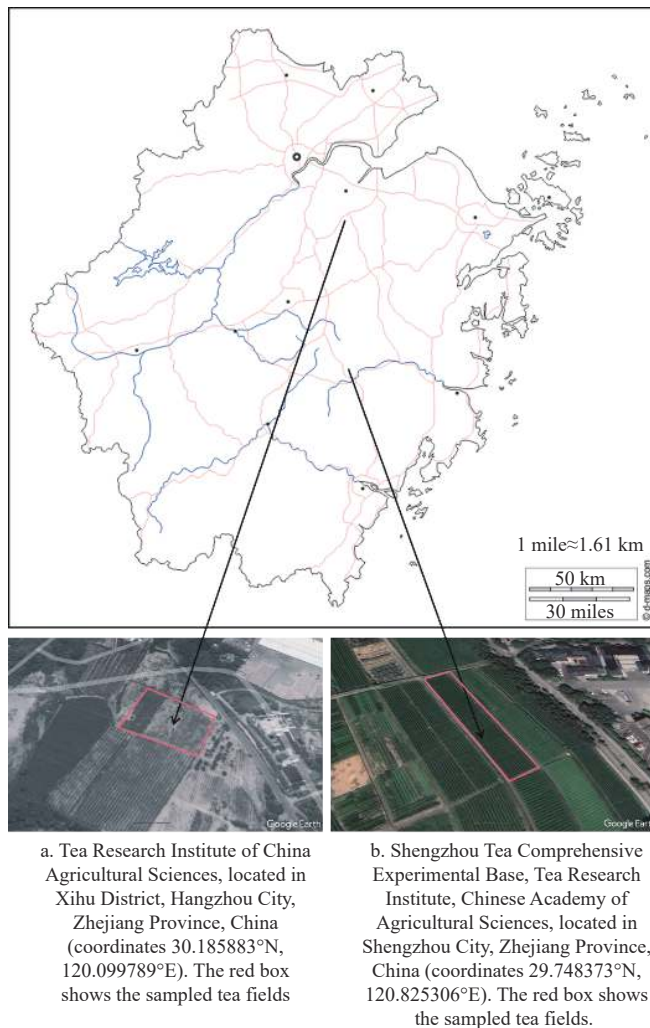 1 mile≈1.61 km
50 km
30 miles
© d-maps.com
Google Earth
Google Earth
a. Tea Research Institute of China
Agricultural Sciences, located in
Xihu District, Hangzhou City,
Zhejiang Province, China
(coordinates 30.185883°N,
120.099789°E). The red box
shows the sampled tea fields
b. Shengzhou Tea Comprehensive
Experimental Base, Tea Research
Institute, Chinese Academy of
Agricultural Sciences, located in
Shengzhou City, Zhejiang Province,
China (coordinates 29.748373°N,
120.825306°E). The red box shows
the sampled tea fields.